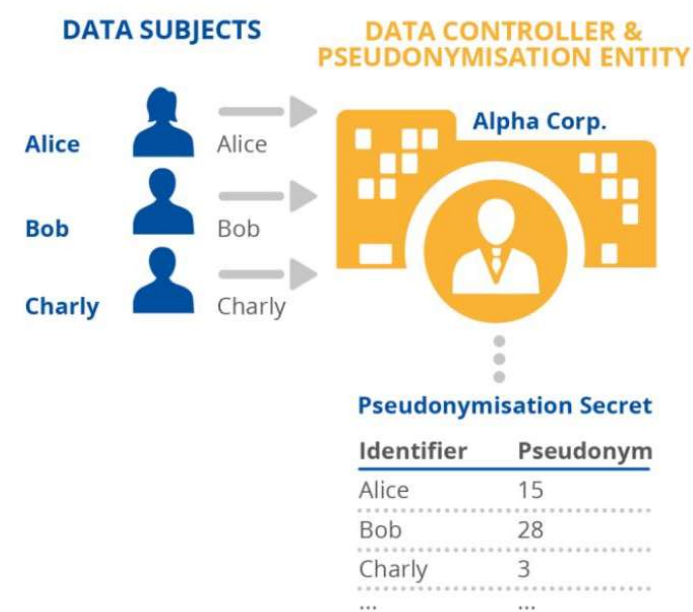 DATA SUBJECTS
DATA CONTROLLER &
PSEUDONYMISATION ENTITY
Alpha Corp.
Alice
Alice
Bob
Bob
Charly
Charly
Pseudonymisation Secret
Identifier Pseudonym
Alice 15
Bob 28
Charly 3
... ...